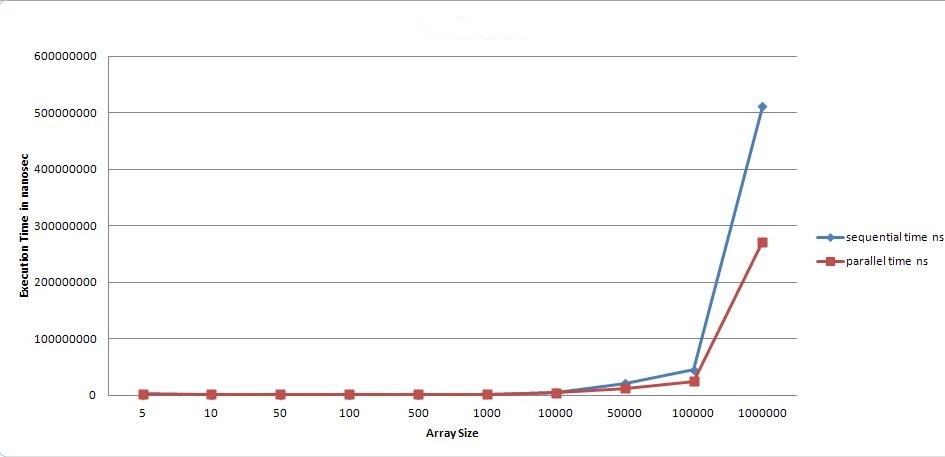 600000000
500000000
400000000
300000000
200000000
100000000
0
Execution Time in nanosec
5 10 50 100 500 1000 10000 50000 100000 1000000
Array Size
sequential time ns
parallel time ns